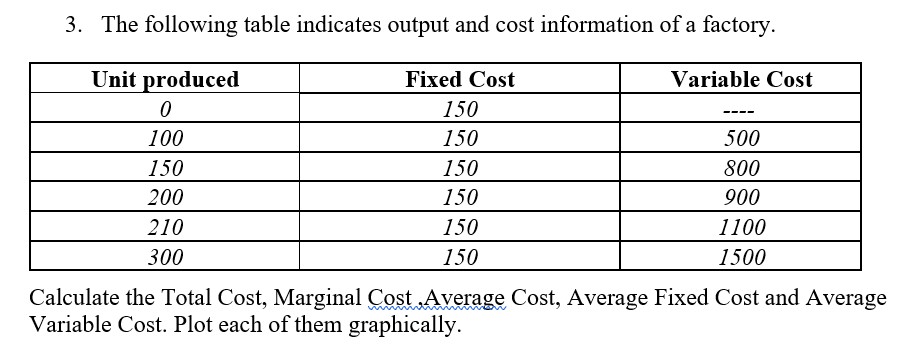 3. The following table indicates output and cost information of a factory.
Unit produced Fixed Cost Variable Cost
0 150 ----
100 150 500
150 150 800
200 150 900
210 150 1100
300 150 1500
Calculate the Total Cost, Marginal Cost ,Average Cost, Average Fixed Cost and Average
Variable Cost. Plot each of them graphically.